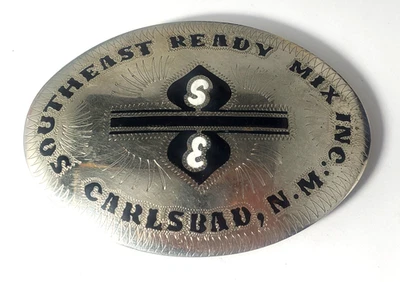 SOUTHEAST READY MIX INC.
S
E
CARLSBAD, N.M.